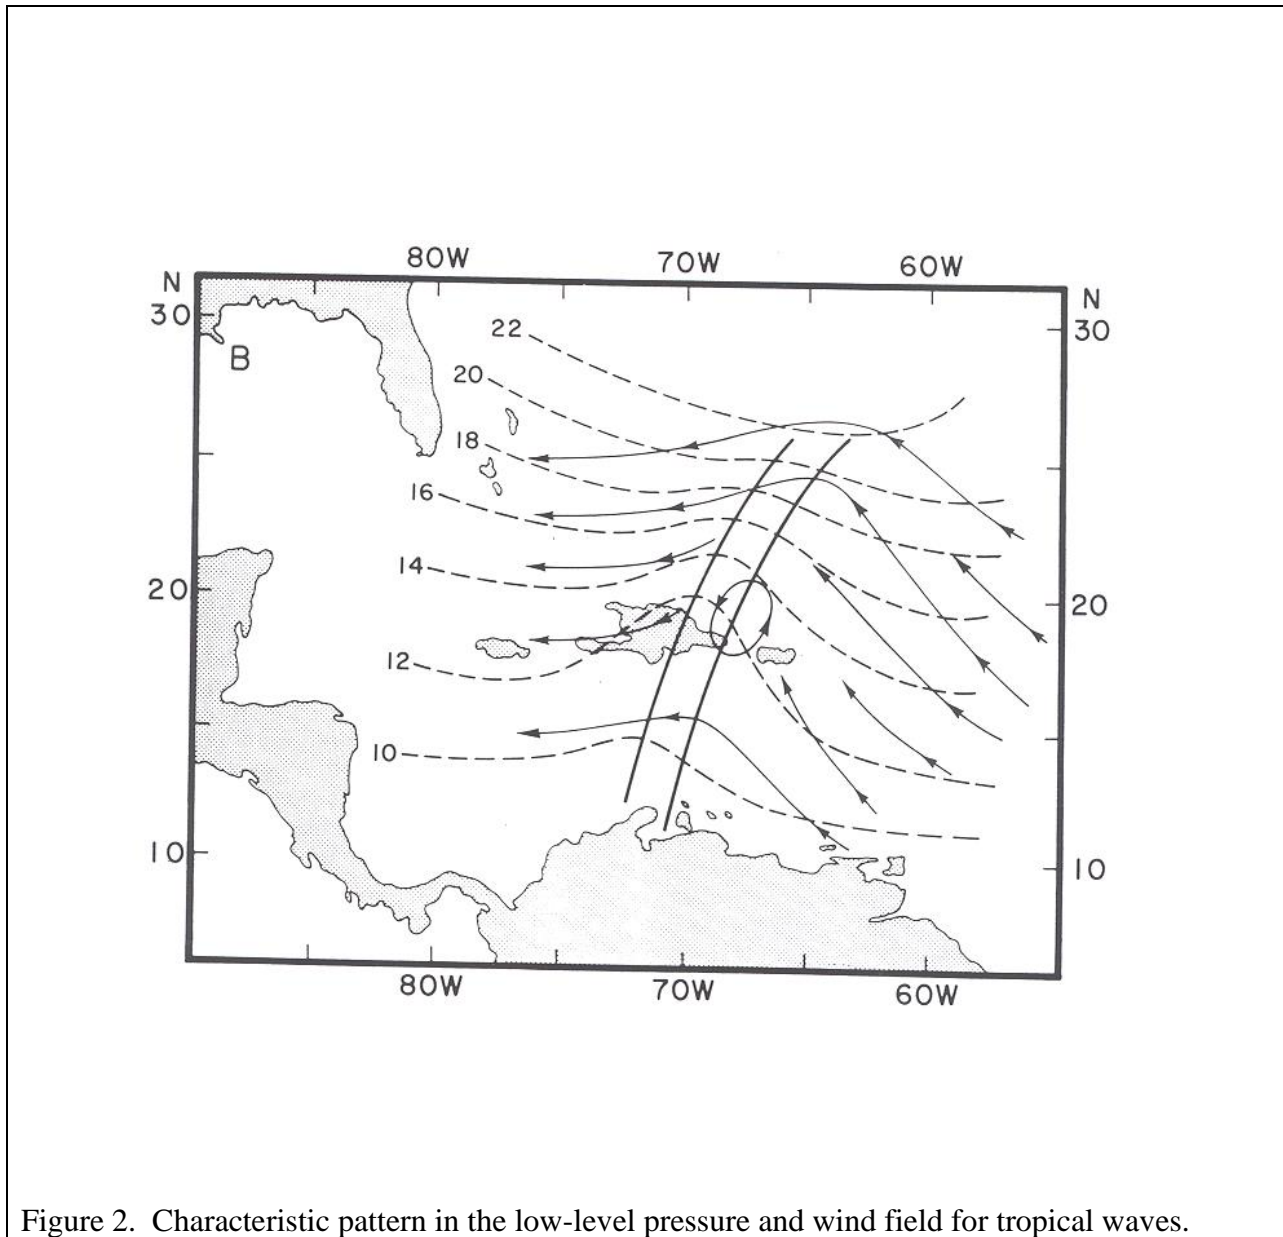 80W 70W 60W
N N
30 22 30
B
20
18
16
14
20 20
12
10
10 10
80W 70W 60W
Figure 2. Characteristic pattern in the low-level pressure and wind field for tropical waves.